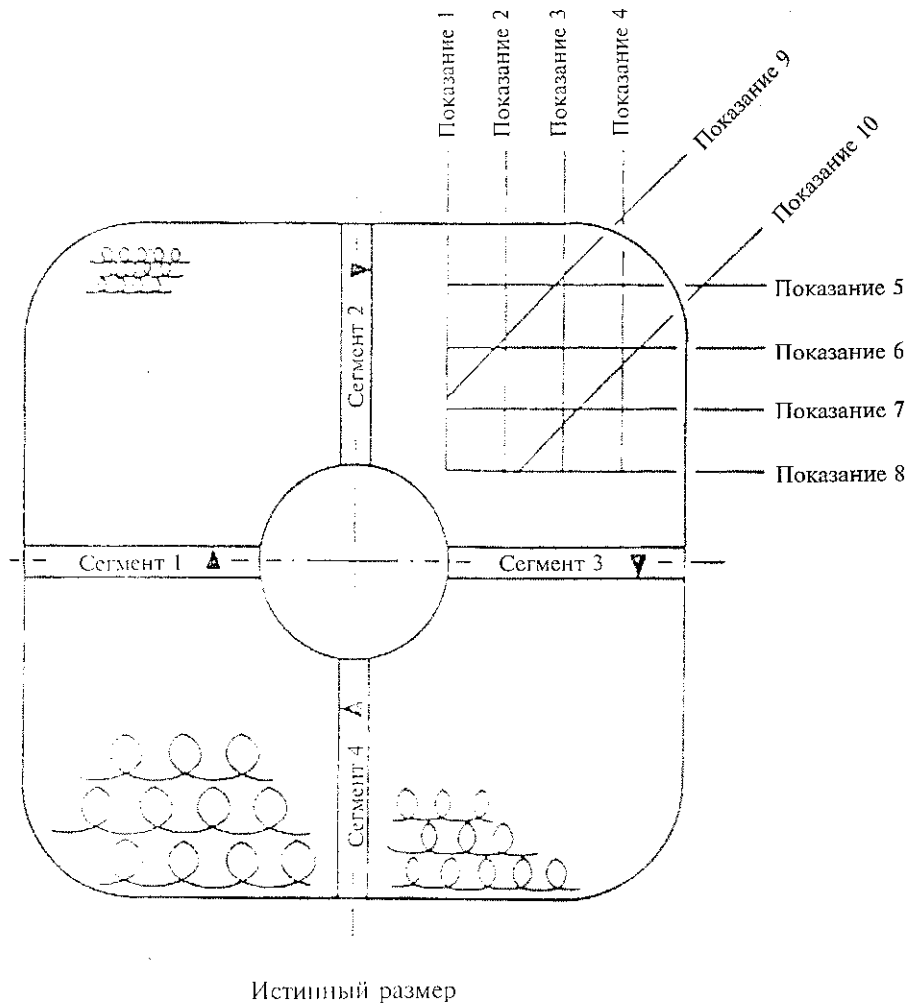 Показание 1
Показание 2
Показание 3
Показание 4
Показание 9
Показание 10
Показание 5
Показание 6
Показание 7
Показание 8
Сегмент 2
Сегмент 1
Сегмент 3
Сегмент 4
Истинный размер